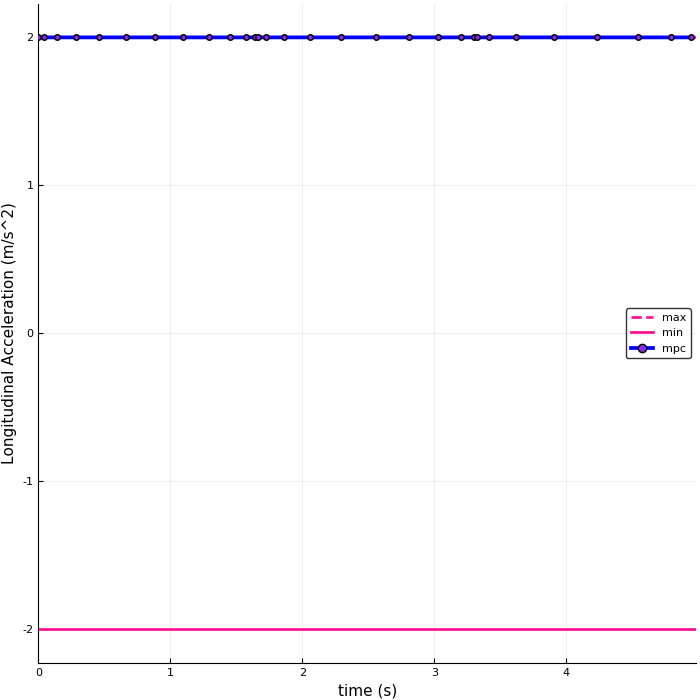 2
1
0
-1
-2
Longitudinal Acceleration (m/s^2)
max
min
mpc
0 1 2 3 4
time (s)